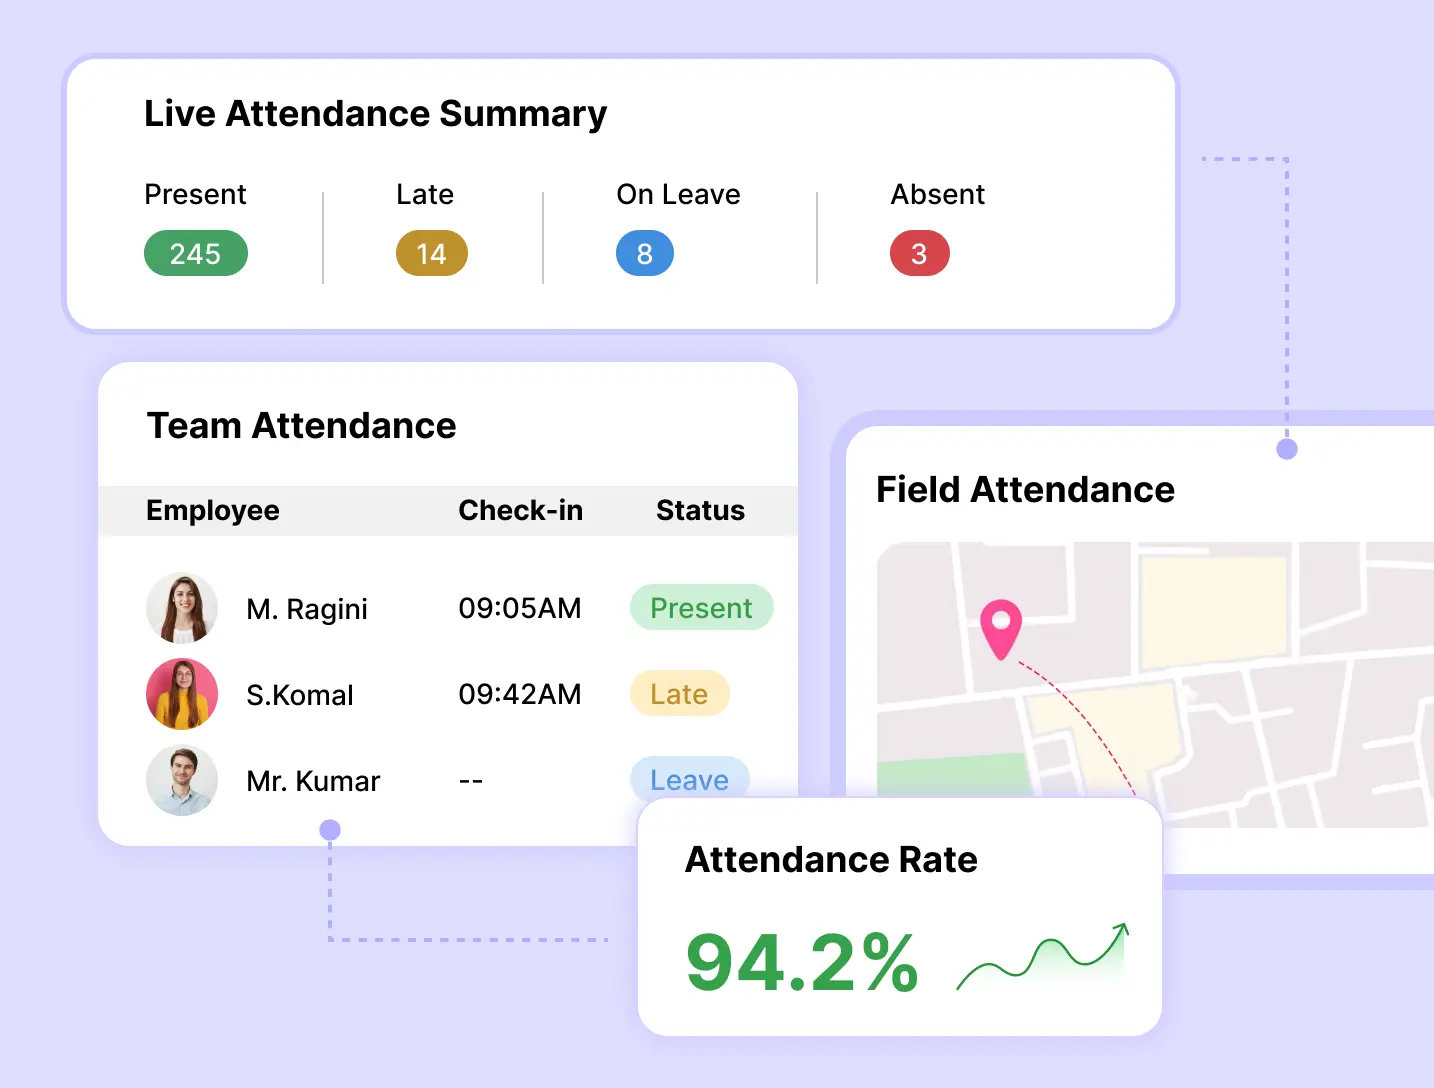 Live Attendance Summary
Present Late On Leave Absent
245 14 8 3
Team Attendance
Employee Check-in Status
M. Ragini 09:05AM Present
S.Komal 09:42AM Late
Mr. Kumar -- Leave
Field Attendance
Attendance Rate
94.2%